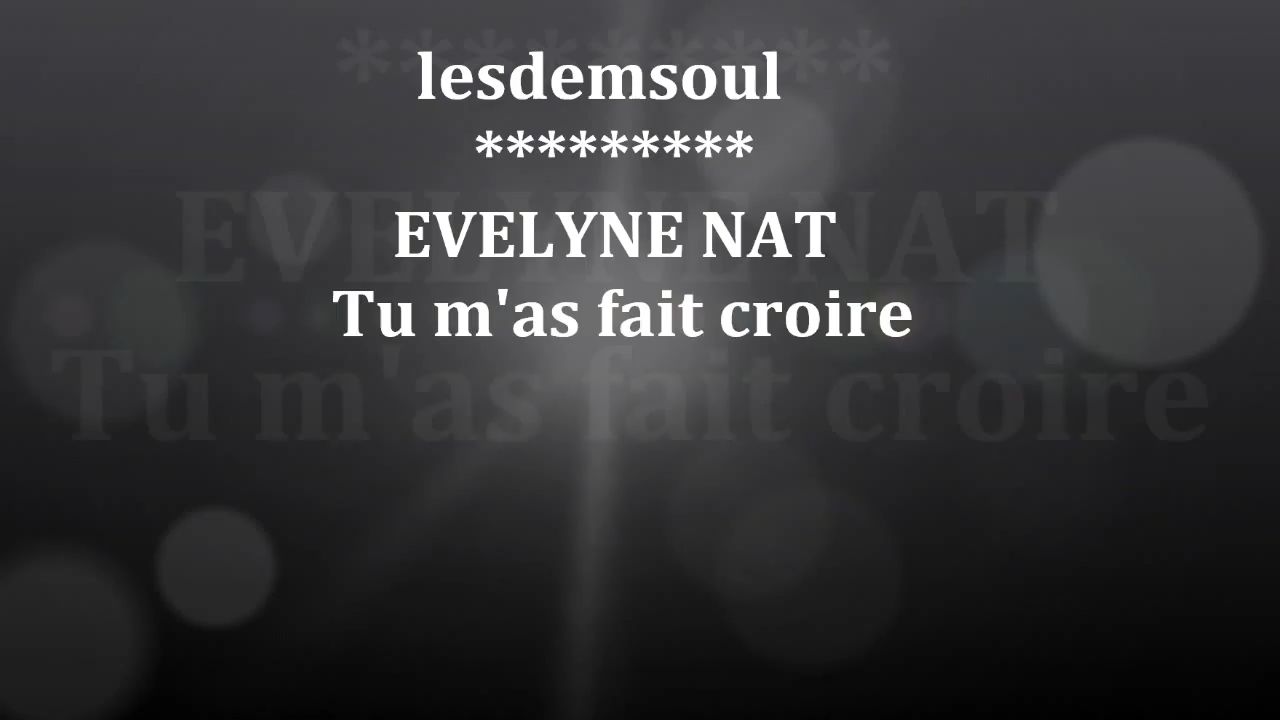 lesdemsoul
*********
EVELYNE NAT
Tu m'as fait croire